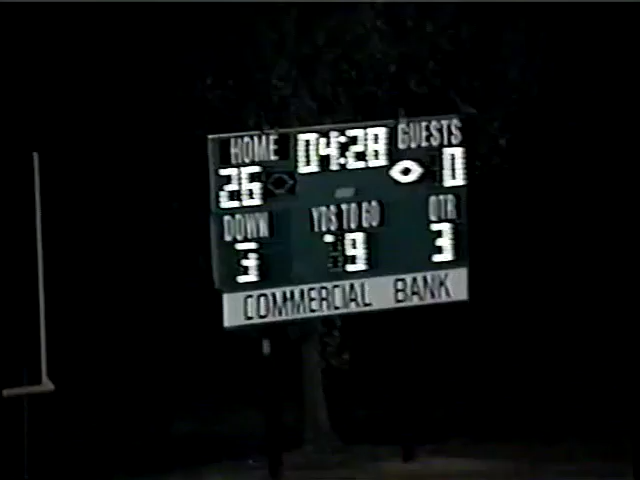 HOME 04:28 GUESTS
26 0
DOWN YDS TO GO QTR
3 9 3
COMMERCIAL BANK